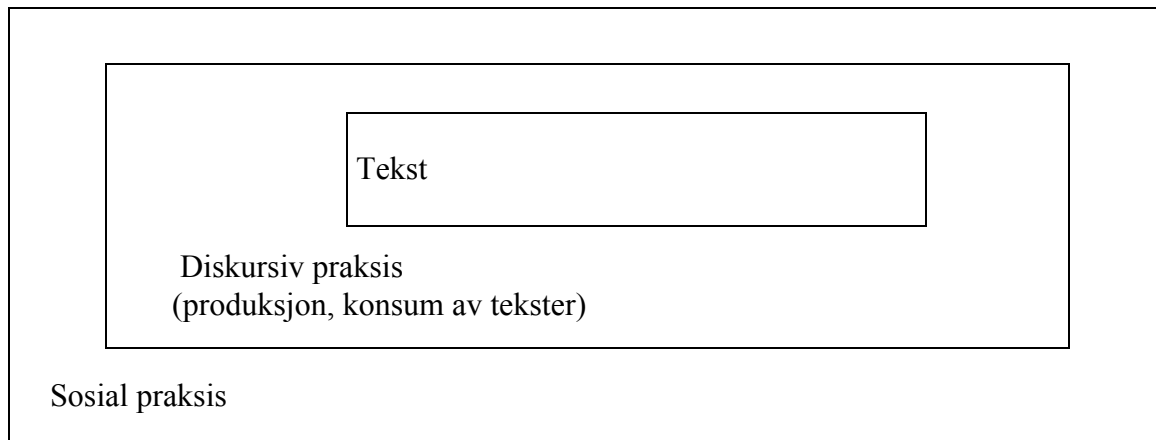 Tekst
Diskursiv praksis
(produksjon, konsum av tekster)
Sosial praksis